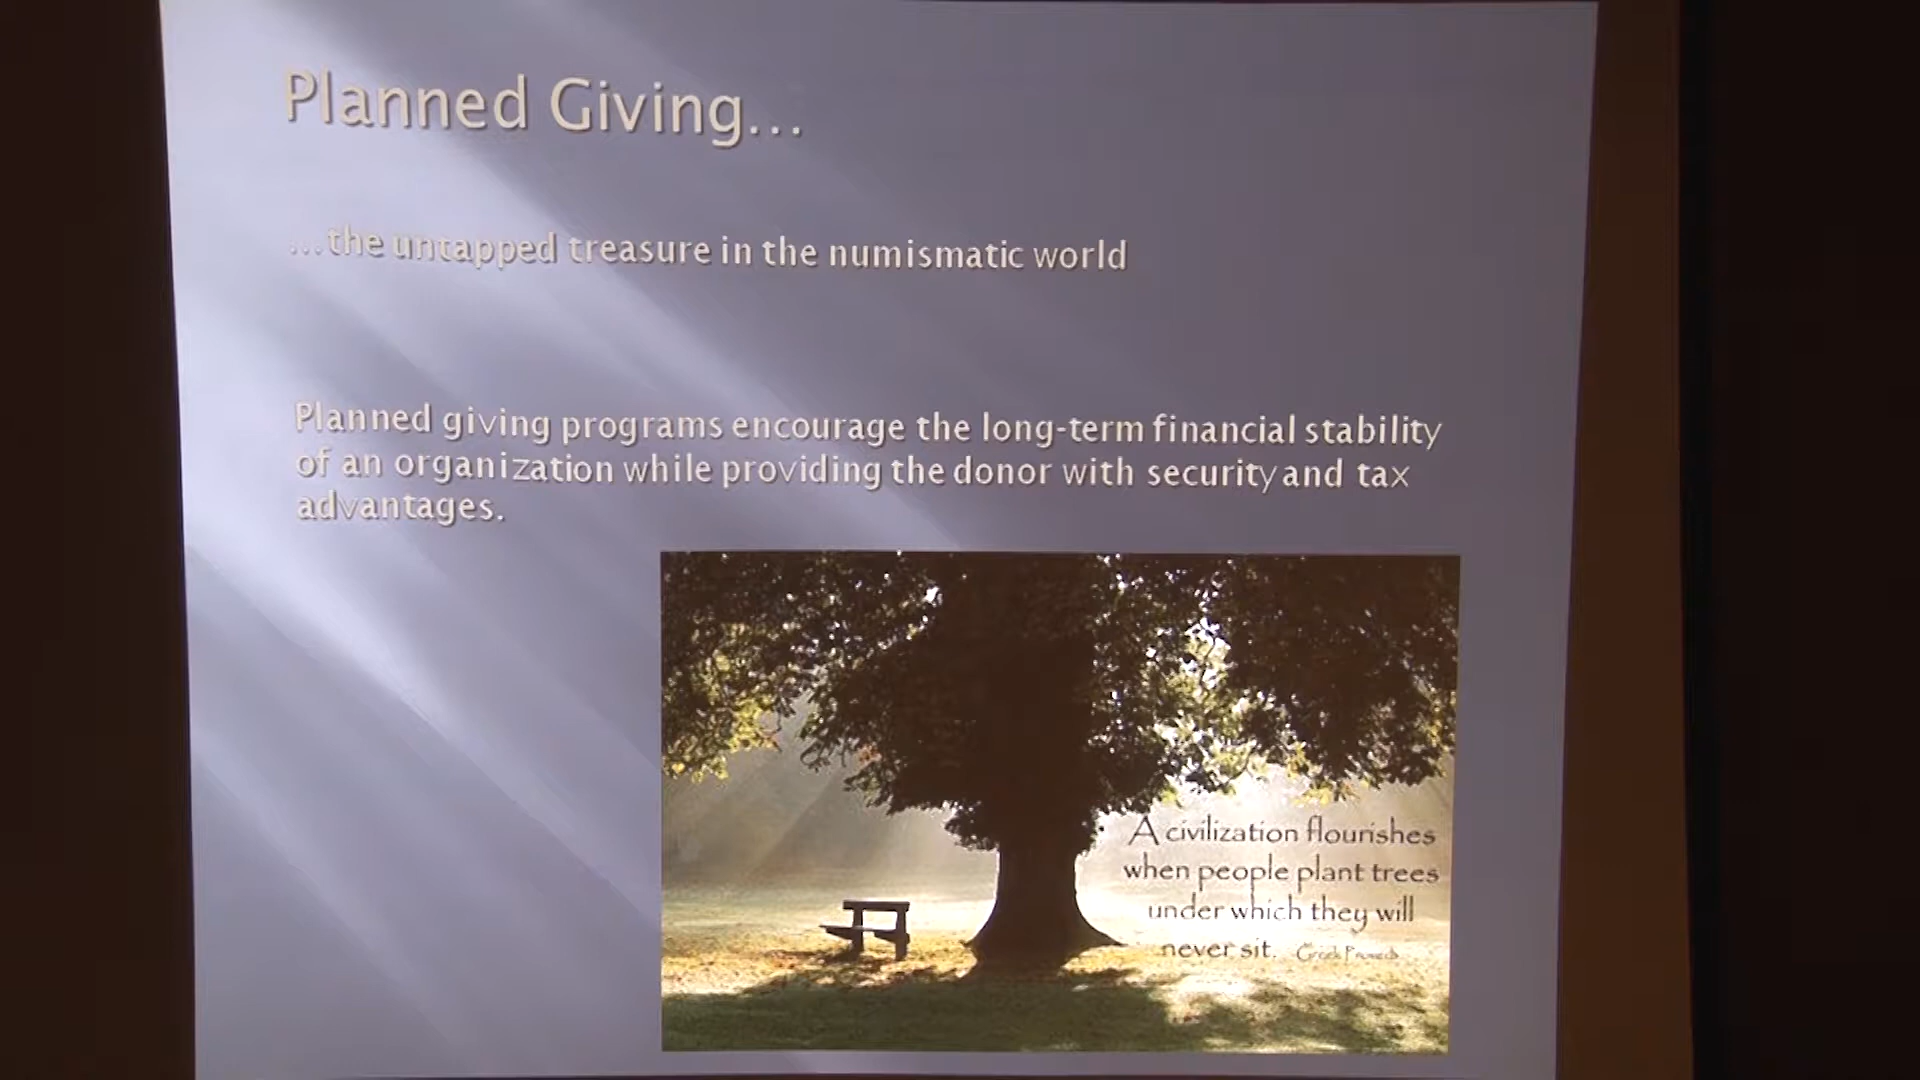 Planned Giving...
...the untapped treasure in the numismatic world
Planned giving programs encourage the long-term financial stability
of an organization while providing the donor with security and tax
advantages.
A civilization flourishes
when people plant trees
under which they will
never sit. Greek Proverb